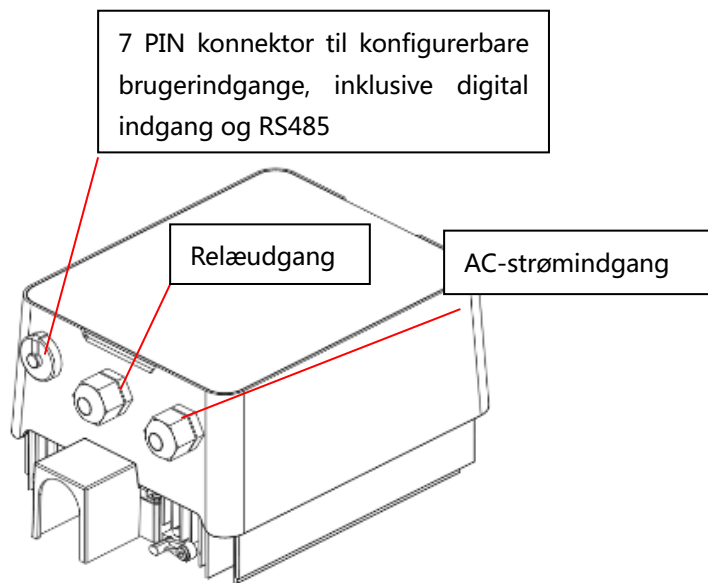 7 PIN konnektor til konfigurerbare
brugerindgange, inklusive digital
indgang og RS485
Relæudgang
AC-strømindgang